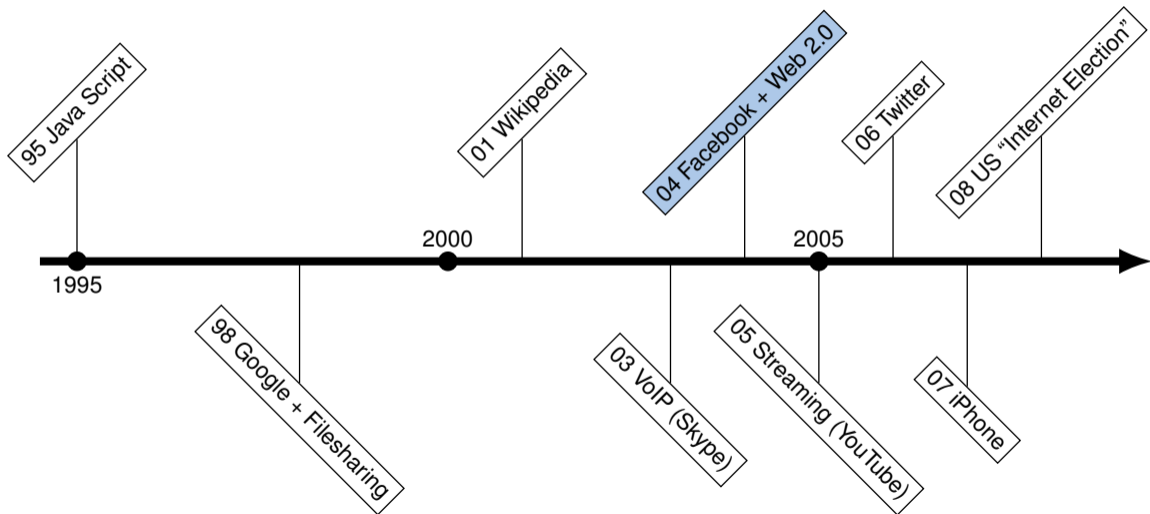 95 Java Script
01 Wikipedia
04 Facebook + Web 2.0
06 Twitter
08 US “Internet Election”
2000
2005
1995
98 Google + Filesharing
03 VoIP (Skype)
05 Streaming (YouTube)
07 iPhone